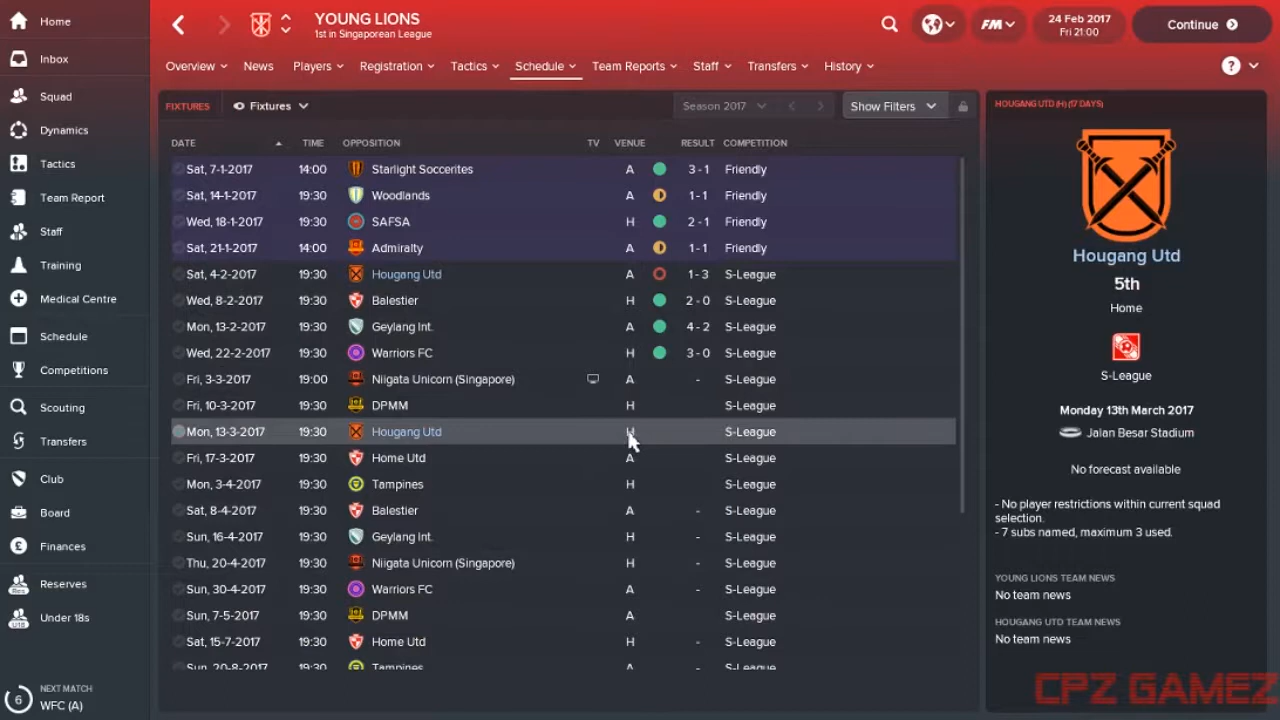 Home
Inbox
Squad
Dynamics
Tactics
Team Report
Staff
Training
Medical Centre
Schedule
Competitions
Scouting
Transfers
Club
Board
Finances
Reserves
Under 18s
6
NEXT MATCH
WFC (A)
YOUNG LIONS
1st in Singaporean League
FM
24 Feb 2017
Fri 21:00
Continue
Overview News Players Registration Tactics Schedule Team Reports Staff Transfers History
?
FIXTURES Fixtures Season 2017 Show Filters
DATE TIME OPPOSITION TV VENUE RESULT COMPETITION
Sat, 7-1-2017 14:00 Starlight Soccerites A 3 - 1 Friendly
Sat, 14-1-2017 19:30 Woodlands A 1 - 1 Friendly
Wed, 18-1-2017 19:30 SAFSA H 2 - 1 Friendly
Sat, 21-1-2017 14:00 Admiralty A 1 - 1 Friendly
Sat, 4-2-2017 19:30 Hougang Utd A 1 - 3 S-League
Wed, 8-2-2017 19:30 Balestier H 2 - 0 S-League
Mon, 13-2-2017 19:30 Geylang Int. A 4 - 2 S-League
Wed, 22-2-2017 19:30 Warriors FC H 3 - 0 S-League
Fri, 3-3-2017 19:00 Niigata Unicorn (Singapore) A - S-League
Fri, 10-3-2017 19:30 DPMM H S-League
Mon, 13-3-2017 19:30 Hougang Utd H S-League
Fri, 17-3-2017 19:30 Home Utd A S-League
Mon, 3-4-2017 19:30 Tampines H S-League
Sat, 8-4-2017 19:30 Balestier A - S-League
Sun, 16-4-2017 19:30 Geylang Int. H - S-League
Thu, 20-4-2017 19:30 Niigata Unicorn (Singapore) H - S-League
Sun, 30-4-2017 19:30 Warriors FC A - S-League
Sun, 7-5-2017 19:30 DPMM A - S-League
Sat, 15-7-2017 19:30 Home Utd H - S-League
Sun, 20-8-2017 19:30 Tampines A - S-League
HOUGANG UTD (H) (17 DAYS)
Hougang Utd
5th
Home
S-League
Monday 13th March 2017
Jalan Besar Stadium
No forecast available
- No player restrictions within current squad
selection.
- 7 subs named, maximum 3 used.
YOUNG LIONS TEAM NEWS
No team news
HOUGANG UTD TEAM NEWS
No team news
CPZ GAMEZ